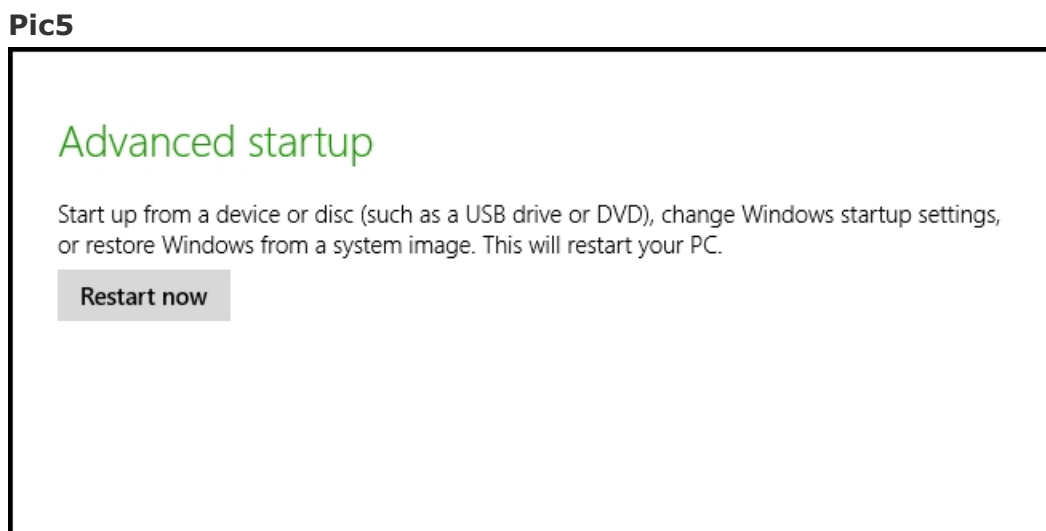 Pic5
Advanced startup
Start up from a device or disc (such as a USB drive or DVD), change Windows startup settings,
or restore Windows from a system image. This will restart your PC.
Restart now